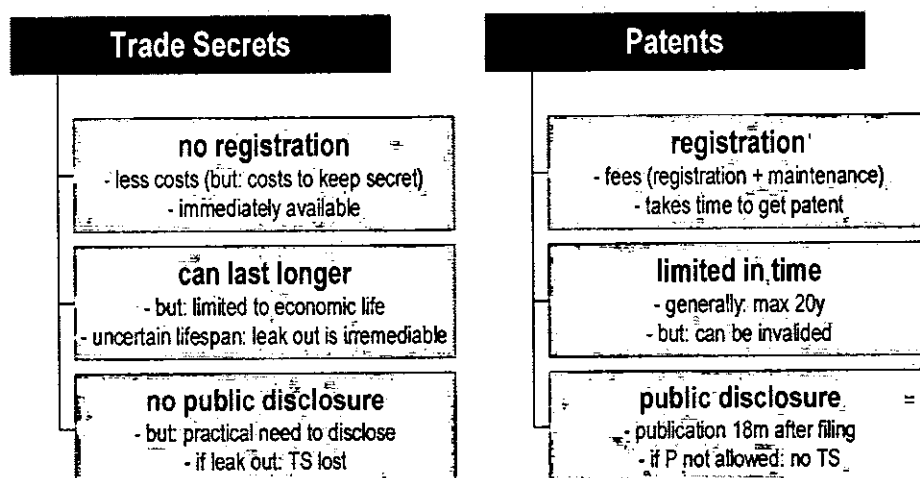 Trade Secrets
no registration
- less costs (but: costs to keep secret)
- immediately available
can last longer
- but: limited to economic life
- uncertain lifespan: leak out is irremediable
no public disclosure
- but: practical need to disclose
- if leak out: TS lost
Patents
registration
- fees (registration + maintenance)
- takes time to get patent
limited in time
- generally: max 20y
- but: can be invalided
public disclosure
- publication 18m after filing
- if P not allowed: no TS